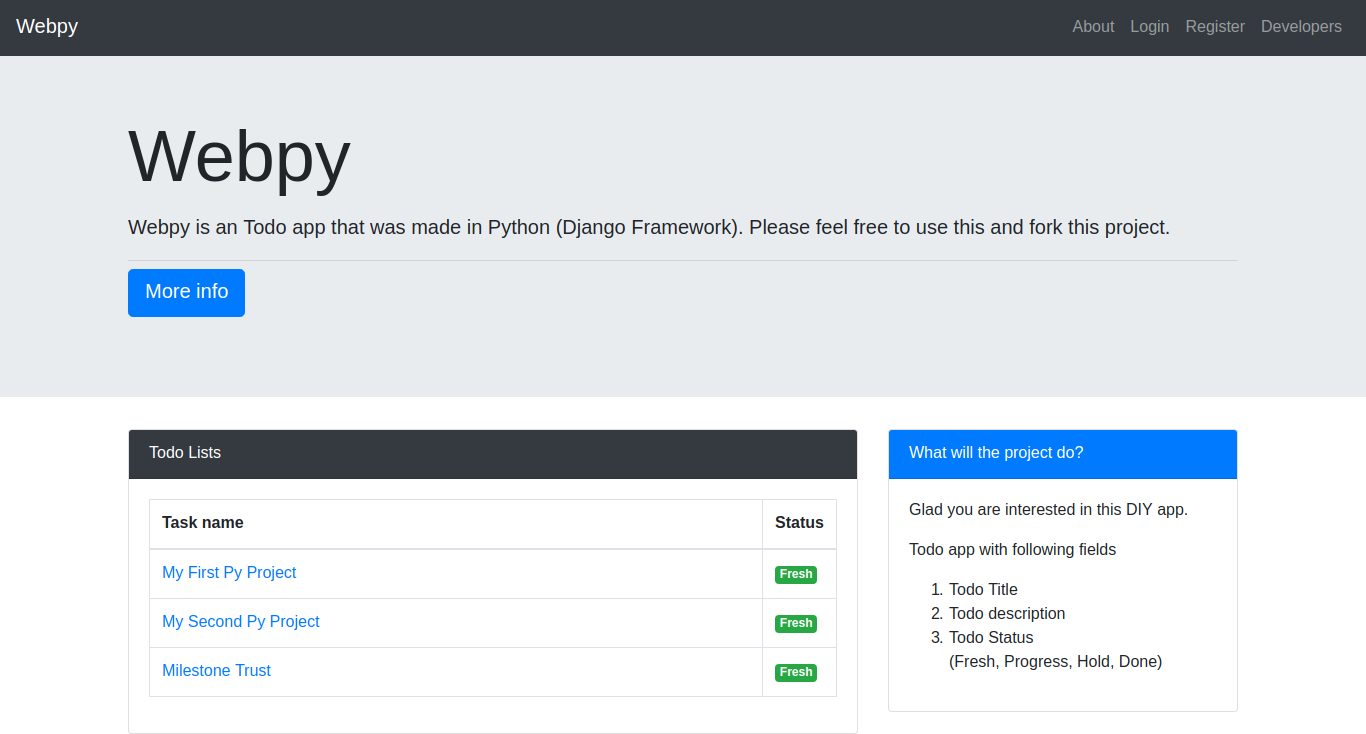 Webpy
About Login Register Developers
Webpy
Webpy is an Todo app that was made in Python (Django Framework). Please feel free to use this and fork this project.
More info
Todo Lists
Task name Status
My First Py Project Fresh
My Second Py Project Fresh
Milestone Trust Fresh
What will the project do?
Glad you are interested in this DIY app.
Todo app with following fields
1. Todo Title
2. Todo description
3. Todo Status
(Fresh, Progress, Hold, Done)